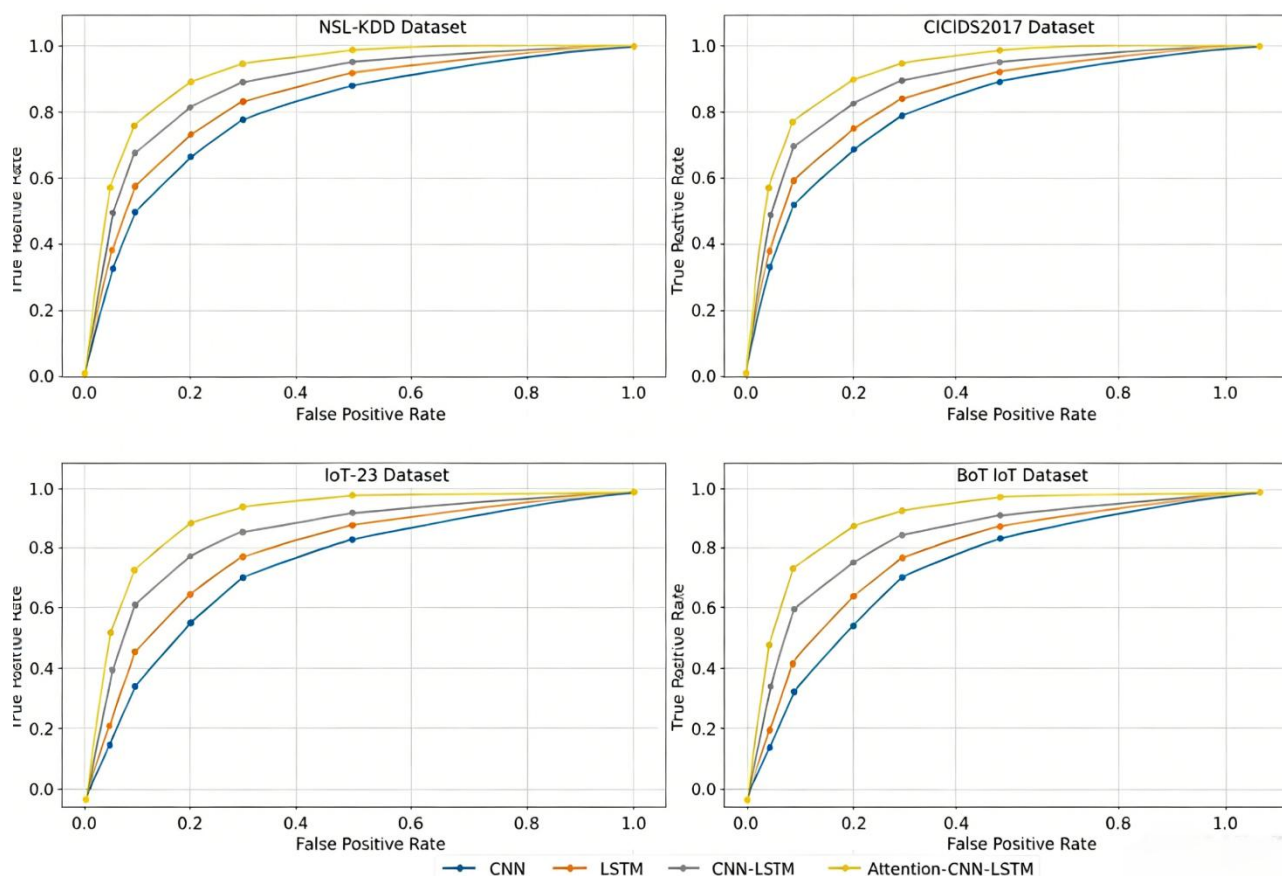 NSL-KDD Dataset
1.0
0.8
0.6
0.4
0.2
0.0
True Positive Rate
0.0 0.2 0.4 0.6 0.8 1.0
False Positive Rate
CICIDS2017 Dataset
1.0
0.8
0.6
0.4
0.2
0.0
True Positive Rate
0.0 0.2 0.4 0.8 1.0
False Positive Rate
IoT-23 Dataset
1.0
0.8
0.6
0.4
0.2
0.0
True Positive Rate
0.0 0.2 0.4 0.6 0.8 1.0
False Positive Rate
BoT IoT Dataset
1.0
0.8
0.6
0.4
0.2
0.0
True Positive Rate
0.0 0.2 0.4 0.8 1.0
False Positive Rate
CNN LSTM CNN-LSTM Attention-CNN-LSTM